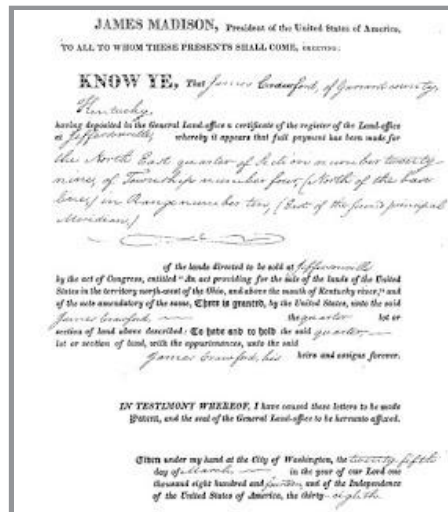 JAMES MADISON, President of the United States of America,
TO ALL TO WHOM THESE PRESENTS SHALL COME, GREETING:
KNOW YE, That James Crawford, of Garrard county,
Kentucky,
having deposited in the General Land-office a certificate of the register of the Land-office
at Jeffersonville, whereby it appears that full payment has been made for
the North East quarter of Section number twenty
nine, of Township number four, (North of the base
line,) in Range number ten, (East of the second principal
Meridian,)
of the lands directed to be sold at Jeffersonville
by the act of Congress, entitled "An act providing for the sale of the lands of the United
States in the territory north-west of the Ohio, and above the mouth of Kentucky river," and
of the acts amendatory of the same, There is granted, by the United States, unto the said
James Crawford, the quarter lot or
section of land above described: To have and to hold the said quarter
lot or section of land, with the appurtenances, unto the said
James Crawford, his heirs and assigns forever.
IN TESTIMONY WHEREOF, I have caused these letters to be made
Patent, and the seal of the General Land-office to be hereunto affixed.
Given under my hand at the City of Washington, the twenty fifth
day of March in the year of our Lord one
thousand eight hundred and fourteen, and of the Independence
of the United States of America, the thirty-eighth